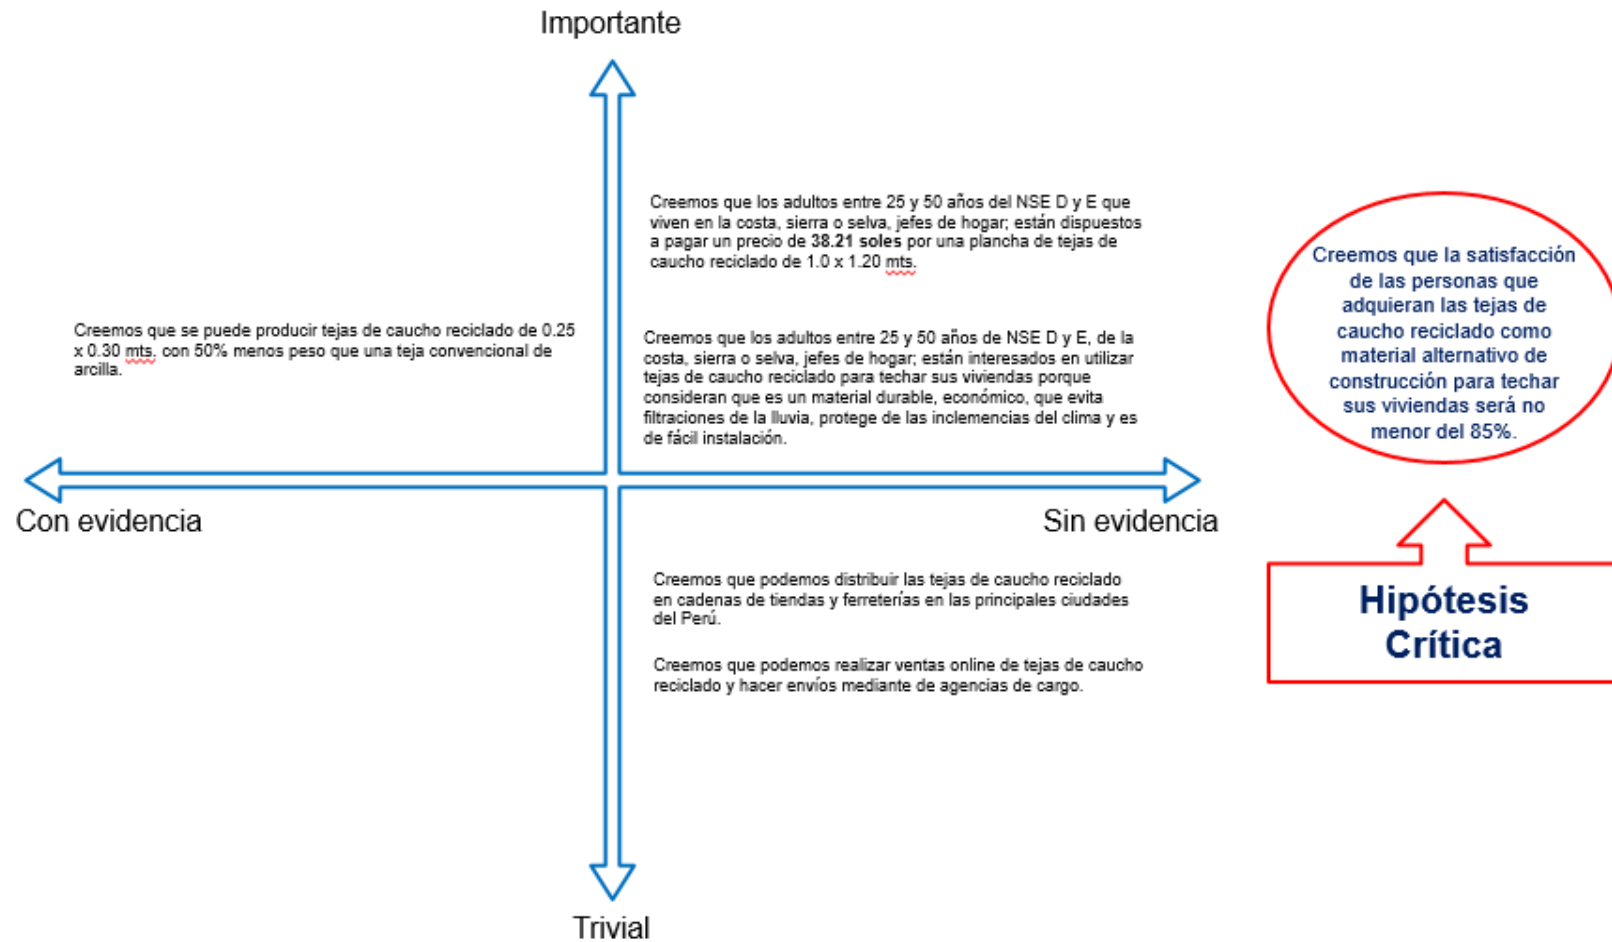 Importante
Creemos que los adultos entre 25 y 50 años del NSE D y E que
viven en la costa, sierra o selva, jefes de hogar; están dispuestos
a pagar un precio de 38.21 soles por una plancha de tejas de
caucho reciclado de 1.0 x 1.20 mts.
Creemos que se puede producir tejas de caucho reciclado de 0.25
x 0.30 mts. con 50% menos peso que una teja convencional de
arcilla.
Creemos que los adultos entre 25 y 50 años de NSE D y E, de la
costa, sierra o selva, jefes de hogar; están interesados en utilizar
tejas de caucho reciclado para techar sus viviendas porque
consideran que es un material durable, económico, que evita
filtraciones de la lluvia, protege de las inclemencias del clima y es
de fácil instalación.
Creemos que la satisfacción
de las personas que
adquieran las tejas de
caucho reciclado como
material alternativo de
construcción para techar
sus viviendas será no
menor del 85%.
Con evidencia
Sin evidencia
Creemos que podemos distribuir las tejas de caucho reciclado
en cadenas de tiendas y ferreterías en las principales ciudades
del Perú.
Creemos que podemos realizar ventas online de tejas de caucho
reciclado y hacer envíos mediante de agencias de cargo.
Hipótesis
Crítica
Trivial